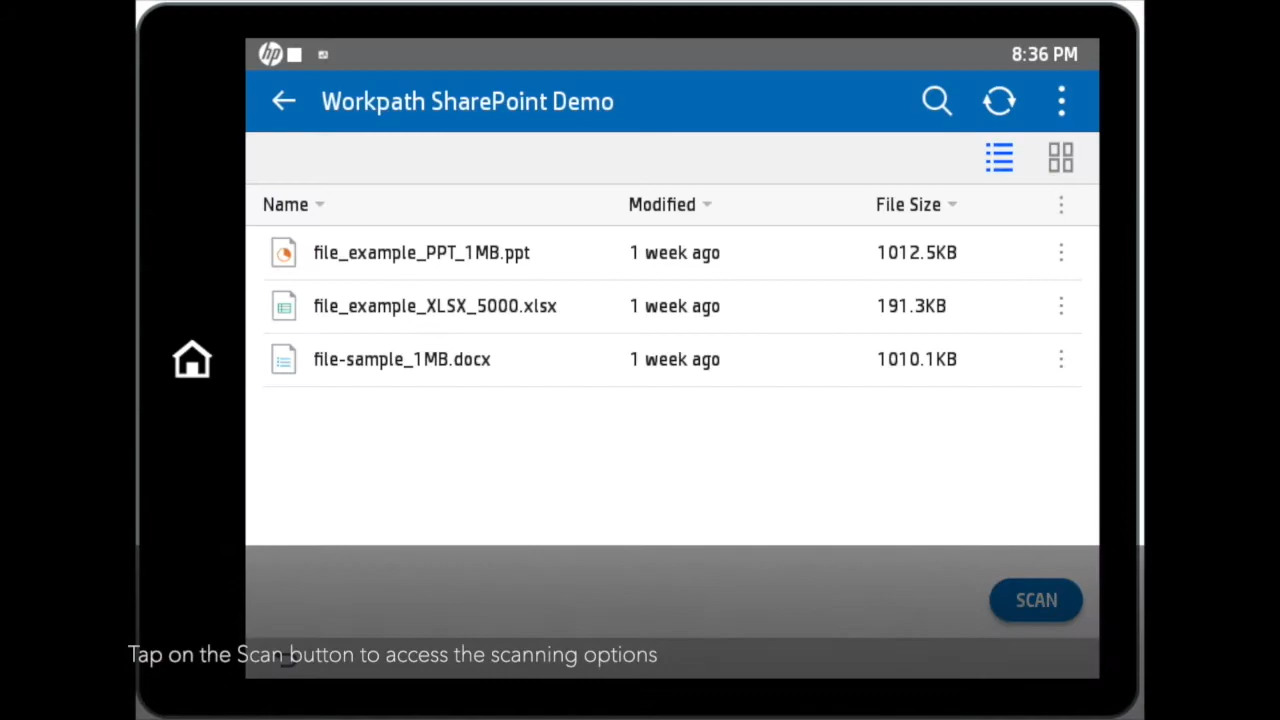 hp 8:36 PM
Workpath SharePoint Demo
Name Modified File Size
file_example_PPT_1MB.ppt 1 week ago 1012.5KB
file_example_XLSX_5000.xlsx 1 week ago 191.3KB
file-sample_1MB.docx 1 week ago 1010.1KB
SCAN
Tap on the Scan button to access the scanning options